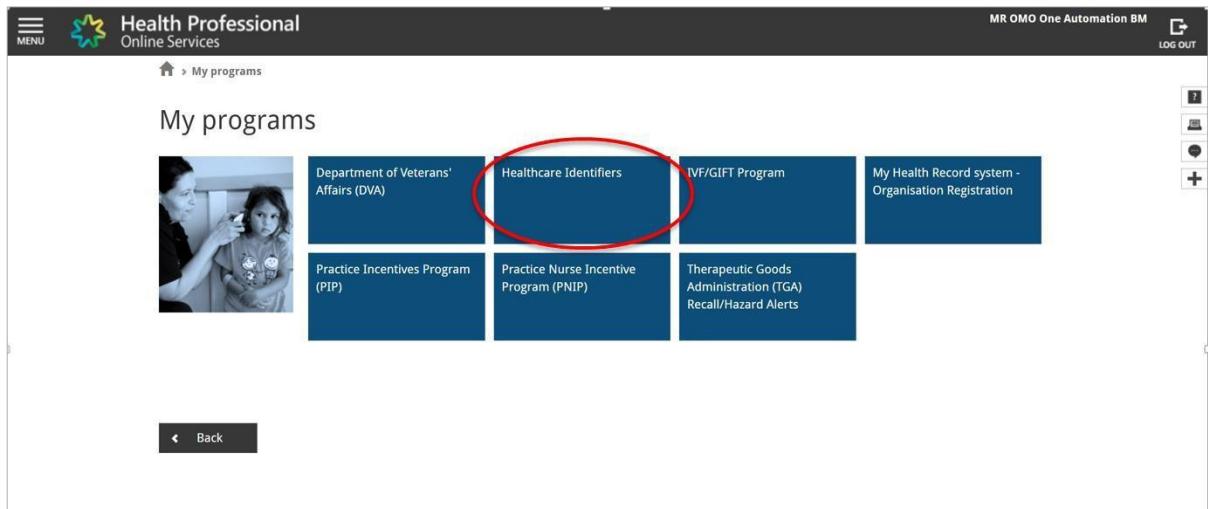 Health Professional
Online Services
MR OMO One Automation BM
MENU
LOG OUT
> My programs
My programs
Department of Veterans'
Affairs (DVA)
Healthcare Identifiers
IVF/GIFT Program
My Health Record system -
Organisation Registration
Practice Incentives Program
(PIP)
Practice Nurse Incentive
Program (PNIP)
Therapeutic Goods
Administration (TGA)
Recall/Hazard Alerts
Back